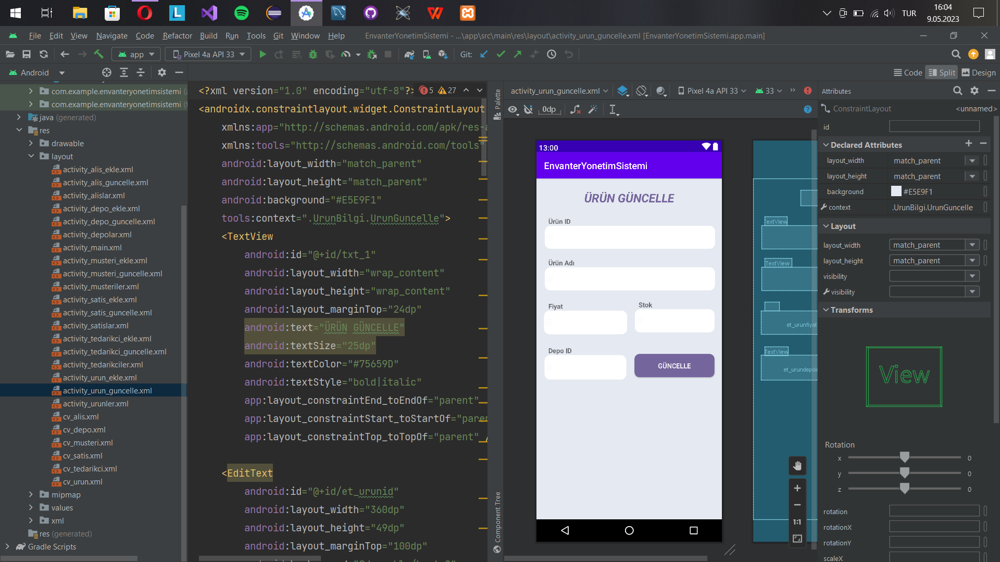 TUR
16:04
9.05.2023
File Edit View Navigate Code Refactor Build Run Tools Git Window Help
EnvanterYonetimSistemi - ...\app\src\main\res\layout\activity_urun_guncelle.xml [EnvanterYonetimSistemi.app.main]
app
Pixel 4a API 33
Git:
Android
Code Split Design
com.example.envanteryonetimsistemi
com.example.envanteryonetimsistemi
java (generated)
res
drawable
layout
activity_alis_ekle.xml
activity_alis_guncelle.xml
activity_alislar.xml
activity_depo_ekle.xml
activity_depo_guncelle.xml
activity_depolar.xml
activity_main.xml
activity_musteri_ekle.xml
activity_musteri_guncelle.xml
activity_musteriler.xml
activity_satis_ekle.xml
activity_satis_guncelle.xml
activity_satislar.xml
activity_tedarikci_ekle.xml
activity_tedarikci_guncelle.xml
activity_tedarikciler.xml
activity_urun_ekle.xml
activity_urun_guncelle.xml
activity_urunler.xml
cv_alis.xml
cv_depo.xml
cv_musteri.xml
cv_satis.xml
cv_tedarikci.xml
cv_urun.xml
mipmap
values
xml
res (generated)
Gradle Scripts
<?xml version="1.0" encoding="utf-8"?>
5 27
<androidx.constraintlayout.widget.ConstraintLayout
xmlns:app="http://schemas.android.com/apk/res-a
xmlns:tools="http://schemas.android.com/tools"
android:layout_width="match_parent"
android:layout_height="match_parent"
android:background="#E5E9F1"
tools:context=".UrunBilgi.UrunGuncelle">
<TextView
android:id="@+id/txt_1"
android:layout_width="wrap_content"
android:layout_height="wrap_content"
android:layout_marginTop="24dp"
android:text="ÜRÜN GÜNCELLE"
android:textSize="25dp"
android:textColor="#75659D"
android:textStyle="bold|italic"
app:layout_constraintEnd_toEndOf="parent"
app:layout_constraintStart_toStartOf="paren
app:layout_constraintTop_toTopOf="parent" /
<EditText
android:id="@+id/et_urunid"
android:layout_width="360dp"
android:layout_height="49dp"
android:layout_marginTop="100dp"
Palette
Component Tree
activity_urun_guncelle.xml
Pixel 4a API 33
33
0dp
13:00
EnvanterYonetimSistemi
ÜRÜN GÜNCELLE
Ürün ID
Ürün Adı
Fiyat
Stok
Depo ID
GÜNCELLE
TextView
TextView
et_urunfiyat
TextView
et_urundepoid
1:1
Attributes
ConstraintLayout
<unnamed>
id
Declared Attributes
layout_width match_parent
layout_height match_parent
background #E5E9F1
context .UrunBilgi.UrunGuncelle
Layout
layout_width match_parent
layout_height match_parent
visibility
visibility
Transforms
View
Rotation
x 0
y 0
z 0
rotation
rotationX
rotationY
scaleX